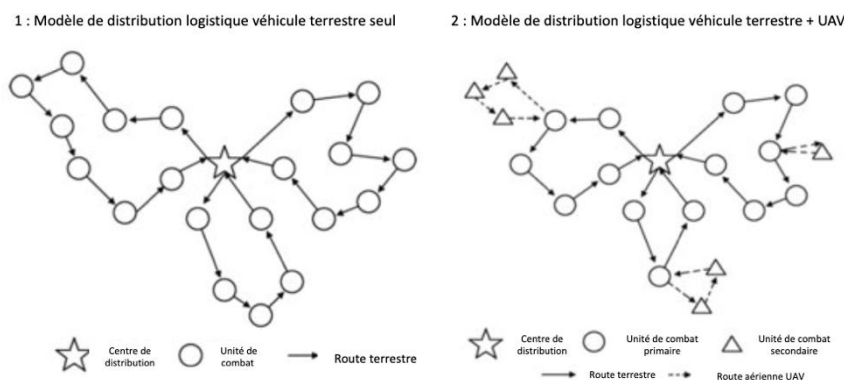 1 : Modèle de distribution logistique véhicule terrestre seul
2 : Modèle de distribution logistique véhicule terrestre + UAV
Centre de
distribution
Unité de
combat
Route terrestre
Centre de
distribution
Unité de combat
primaire
Unité de combat
secondaire
Route terrestre
Route aérienne UAV